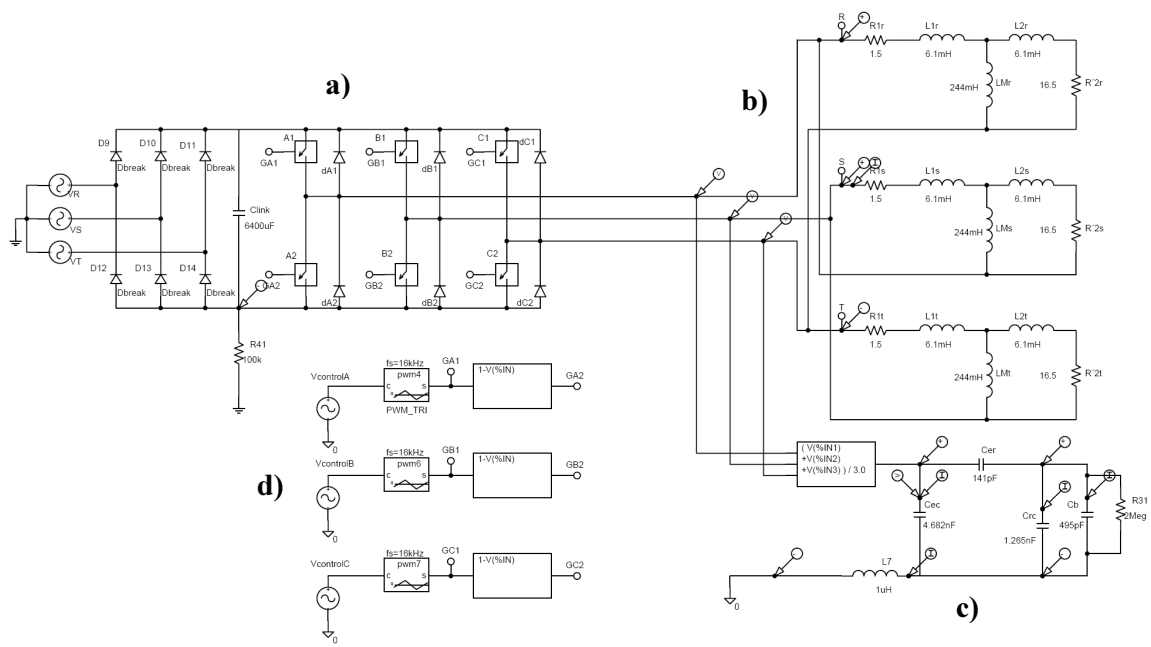 a)
D9
D10
D11
Dbreak
Dbreak
Dbreak
VR
VS
VT
Clink
6400uF
D12
D13
D14
Dbreak
Dbreak
Dbreak
R41
100k
A1
GA1
dA1
B1
GB1
dB1
C1
GC1
dC1
A2
GA2
dA2
B2
GB2
dB2
C2
GC2
dC2
V
V
V
b)
R
+
R1r
1.5
L1r
6.1mH
L2r
6.1mH
244mH
LMr
16.5
R´2r
S
+
I
R1s
1.5
L1s
6.1mH
L2s
6.1mH
244mH
LMs
16.5
R´2s
T
-
R1t
1.5
L1t
6.1mH
L2t
6.1mH
244mH
LMt
16.5
R´2t
d)
VcontrolA
0
fs=16kHz
pwm4
c
s
PWM_TRI
GA1
1-V(%IN)
GA2
VcontrolB
0
fs=16kHz
pwm6
c
s
GB1
1-V(%IN)
GB2
VcontrolC
0
fs=16kHz
pwm7
c
s
GC1
1-V(%IN)
GC2
c)
( V(%IN1)
+V(%IN2)
+V(%IN3) ) / 3.0
+
V
I
Cec
4.682nF
Cer
141pF
+
I
Crc
1.265nF
I
Cb
495pF
R31
2Meg
-
-
I
L7
1uH
0